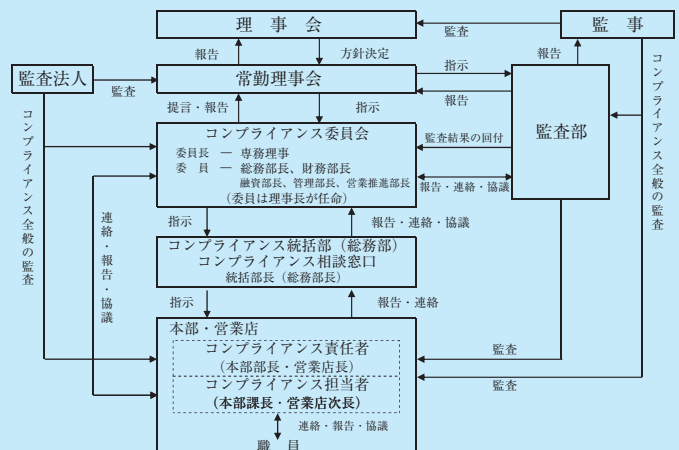 理事会
監事
監査
報告
方針決定
報告
監査法人
監査
常勤理事会
指示
報告
監査部
提言・報告
指示
コンプライアンス委員会
委員長 ― 専務理事
委 員 ― 総務部長、財務部長
融資部長、管理部長、営業推進部長
(委員は理事長が任命)
監査結果の回付
報告・連絡・協議
コンプライアンス全般の監査
コンプライアンス全般の監査
連絡・報告・協議
指示
報告・連絡・協議
コンプライアンス統括部(総務部)
コンプライアンス相談窓口
統括部長(総務部長)
指示
報告・連絡
本部・営業店
コンプライアンス責任者
(本部部長・営業店長)
コンプライアンス担当者
(本部課長・営業店次長)
連絡・報告・協議
職 員
監査
監査